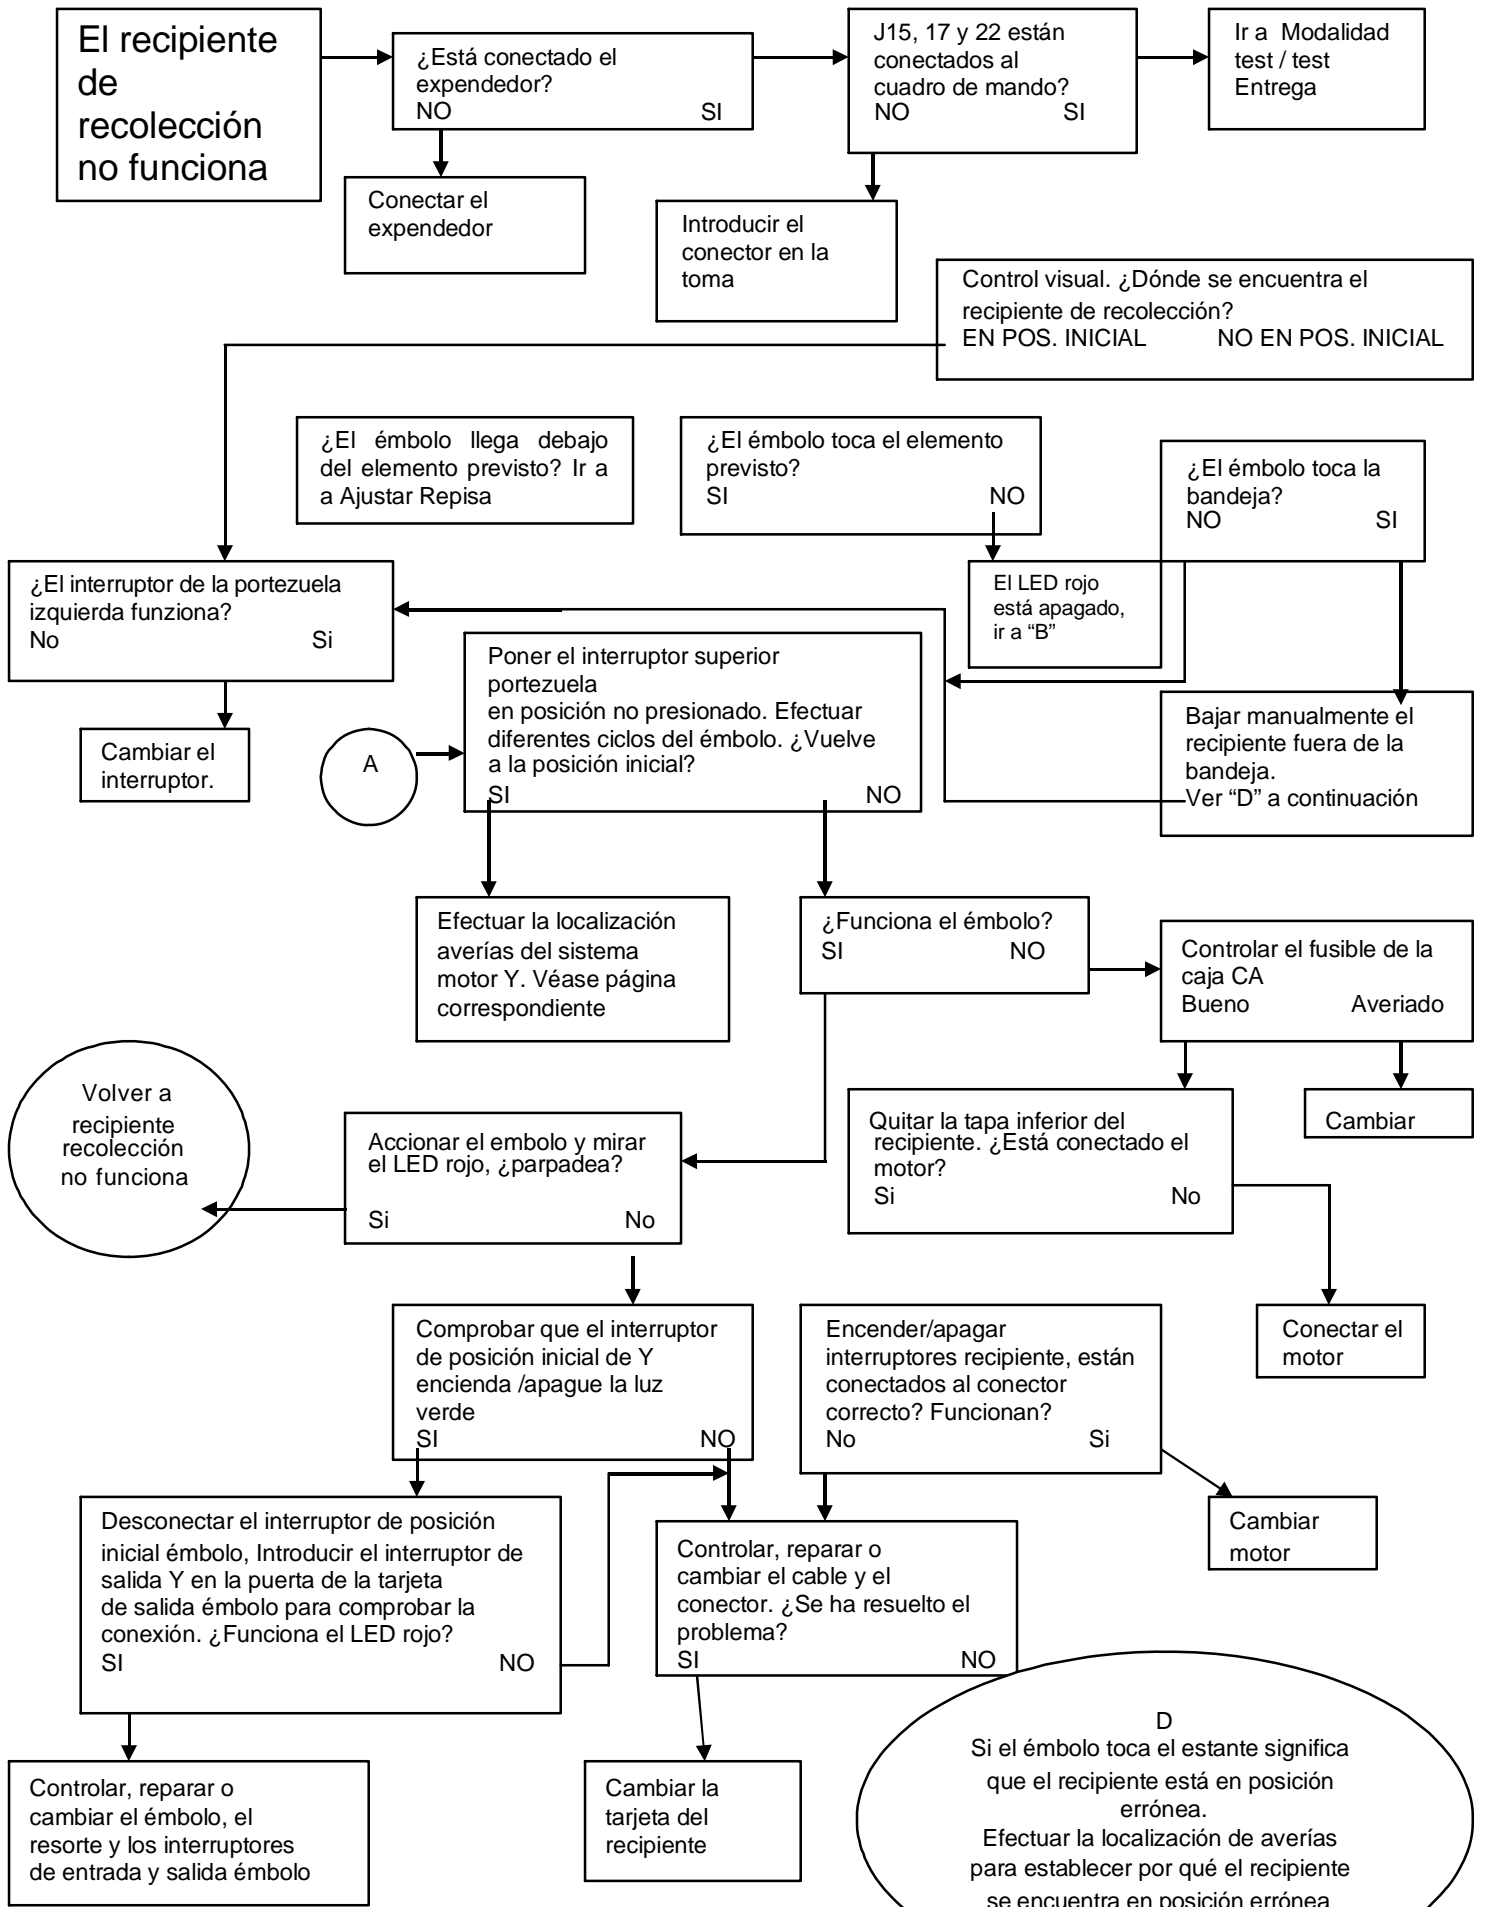 El recipiente
de
recolección
no funciona
¿Está conectado el
expendedor?
NO SI
J15, 17 y 22 están
conectados al
cuadro de mando?
NO SI
Ir a Modalidad
test / test
Entrega
Conectar el
expendedor
Introducir el
conector en la
toma
Control visual. ¿Dónde se encuentra el
recipiente de recolección?
EN POS. INICIAL NO EN POS. INICIAL
¿El émbolo llega debajo
del elemento previsto? Ir a
a Ajustar Repisa
¿El émbolo toca el elemento
previsto?
SI NO
¿El émbolo toca la
bandeja?
NO SI
¿El interruptor de la portezuela
izquierda funziona?
No Si
El LED rojo
está apagado,
ir a “B”
Poner el interruptor superior
portezuela
en posición no presionado. Efectuar
diferentes ciclos del émbolo. ¿Vuelve
a la posición inicial?
SI NO
Bajar manualmente el
recipiente fuera de la
bandeja.
Ver “D” a continuación
Cambiar el
interruptor.
A
Efectuar la localización
averías del sistema
motor Y. Véase página
correspondiente
¿Funciona el émbolo?
SI NO
Controlar el fusible de la
caja CA
Bueno Averiado
Volver a
recipiente
recolección
no funciona
Accionar el embolo y mirar
el LED rojo, ¿parpadea?
Si No
Quitar la tapa inferior del
recipiente. ¿Está conectado el
motor?
Si No
Cambiar
Comprobar que el interruptor
de posición inicial de Y
encienda /apague la luz
verde
SI NO
Encender/apagar
interruptores recipiente, están
conectados al conector
correcto? Funcionan?
No Si
Conectar el
motor
Desconectar el interruptor de posición
inicial émbolo, Introducir el interruptor de
salida Y en la puerta de la tarjeta
de salida émbolo para comprobar la
conexión. ¿Funciona el LED rojo?
SI NO
Controlar, reparar o
cambiar el cable y el
conector. ¿Se ha resuelto el
problema?
SI NO
Cambiar
motor
Controlar, reparar o
cambiar el émbolo, el
resorte y los interruptores
de entrada y salida émbolo
Cambiar la
tarjeta del
recipiente
D
Si el émbolo toca el estante significa
que el recipiente está en posición
errónea.
Efectuar la localización de averías
para establecer por qué el recipiente
se encuentra en posición errónea